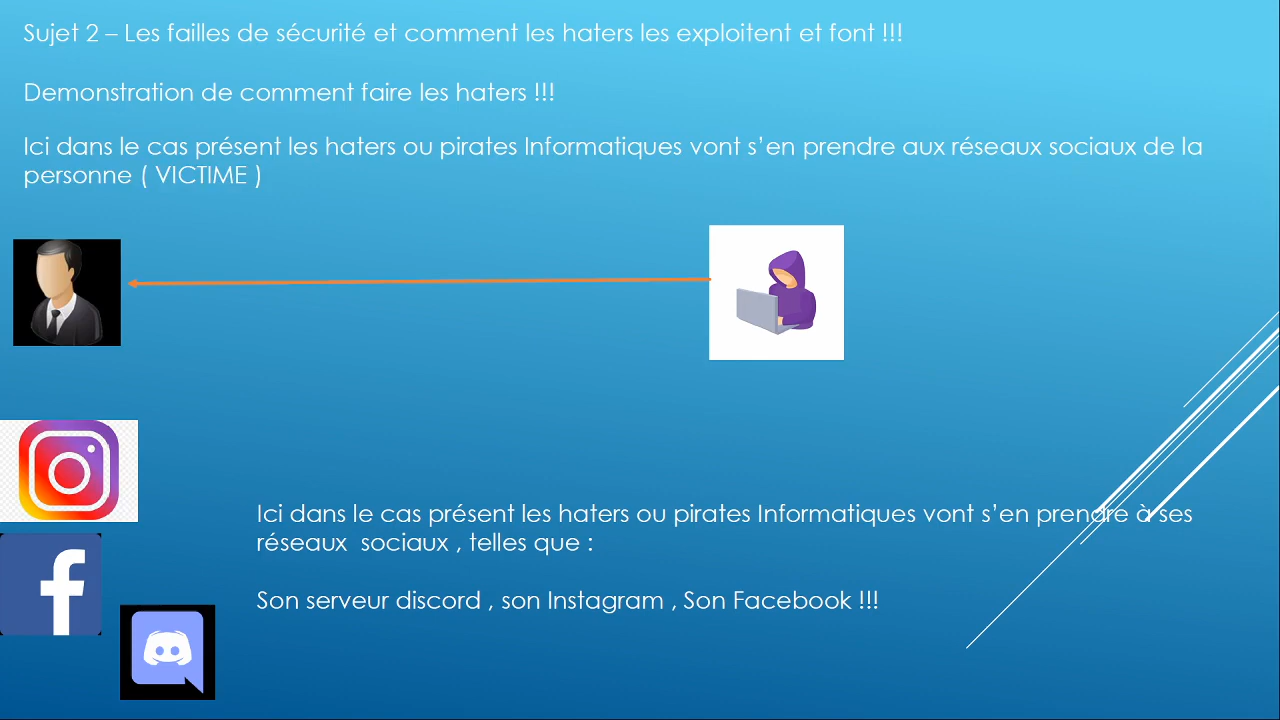 Sujet 2 – Les failles de sécurité et comment les haters les exploitent et font !!!
Demonstration de comment faire les haters !!!
Ici dans le cas présent les haters ou pirates Informatiques vont s’en prendre aux réseaux sociaux de la
personne ( VICTIME )
Ici dans le cas présent les haters ou pirates Informatiques vont s’en prendre à ses
réseaux  sociaux , telles que :
Son serveur discord , son Instagram , Son Facebook !!!